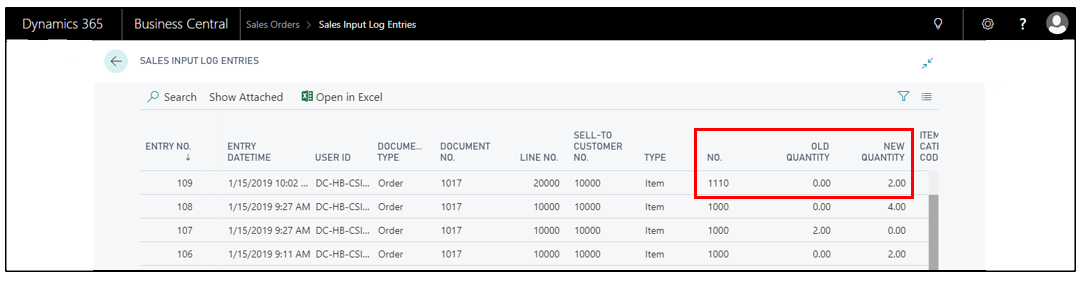 Dynamics 365 Business Central Sales Orders > Sales Input Log Entries ?
SALES INPUT LOG ENTRIES
Search Show Attached Open in Excel
ENTRY NO. ↓ ENTRY DATETIME USER ID DOCUME... TYPE DOCUMENT NO. LINE NO. SELL-TO CUSTOMER NO. TYPE NO. OLD QUANTITY NEW QUANTITY ITEM CATE COD
109 1/15/2019 10:02 ... DC-HB-CSI... Order 1017 20000 10000 Item 1110 0.00 2.00
108 1/15/2019 9:27 AM DC-HB-CSI... Order 1017 10000 10000 Item 1000 0.00 4.00
107 1/15/2019 9:27 AM DC-HB-CSI... Order 1017 10000 10000 Item 1000 2.00 0.00
106 1/15/2019 9:11 AM DC-HB-CSI... Order 1017 10000 10000 Item 1000 0.00 2.00